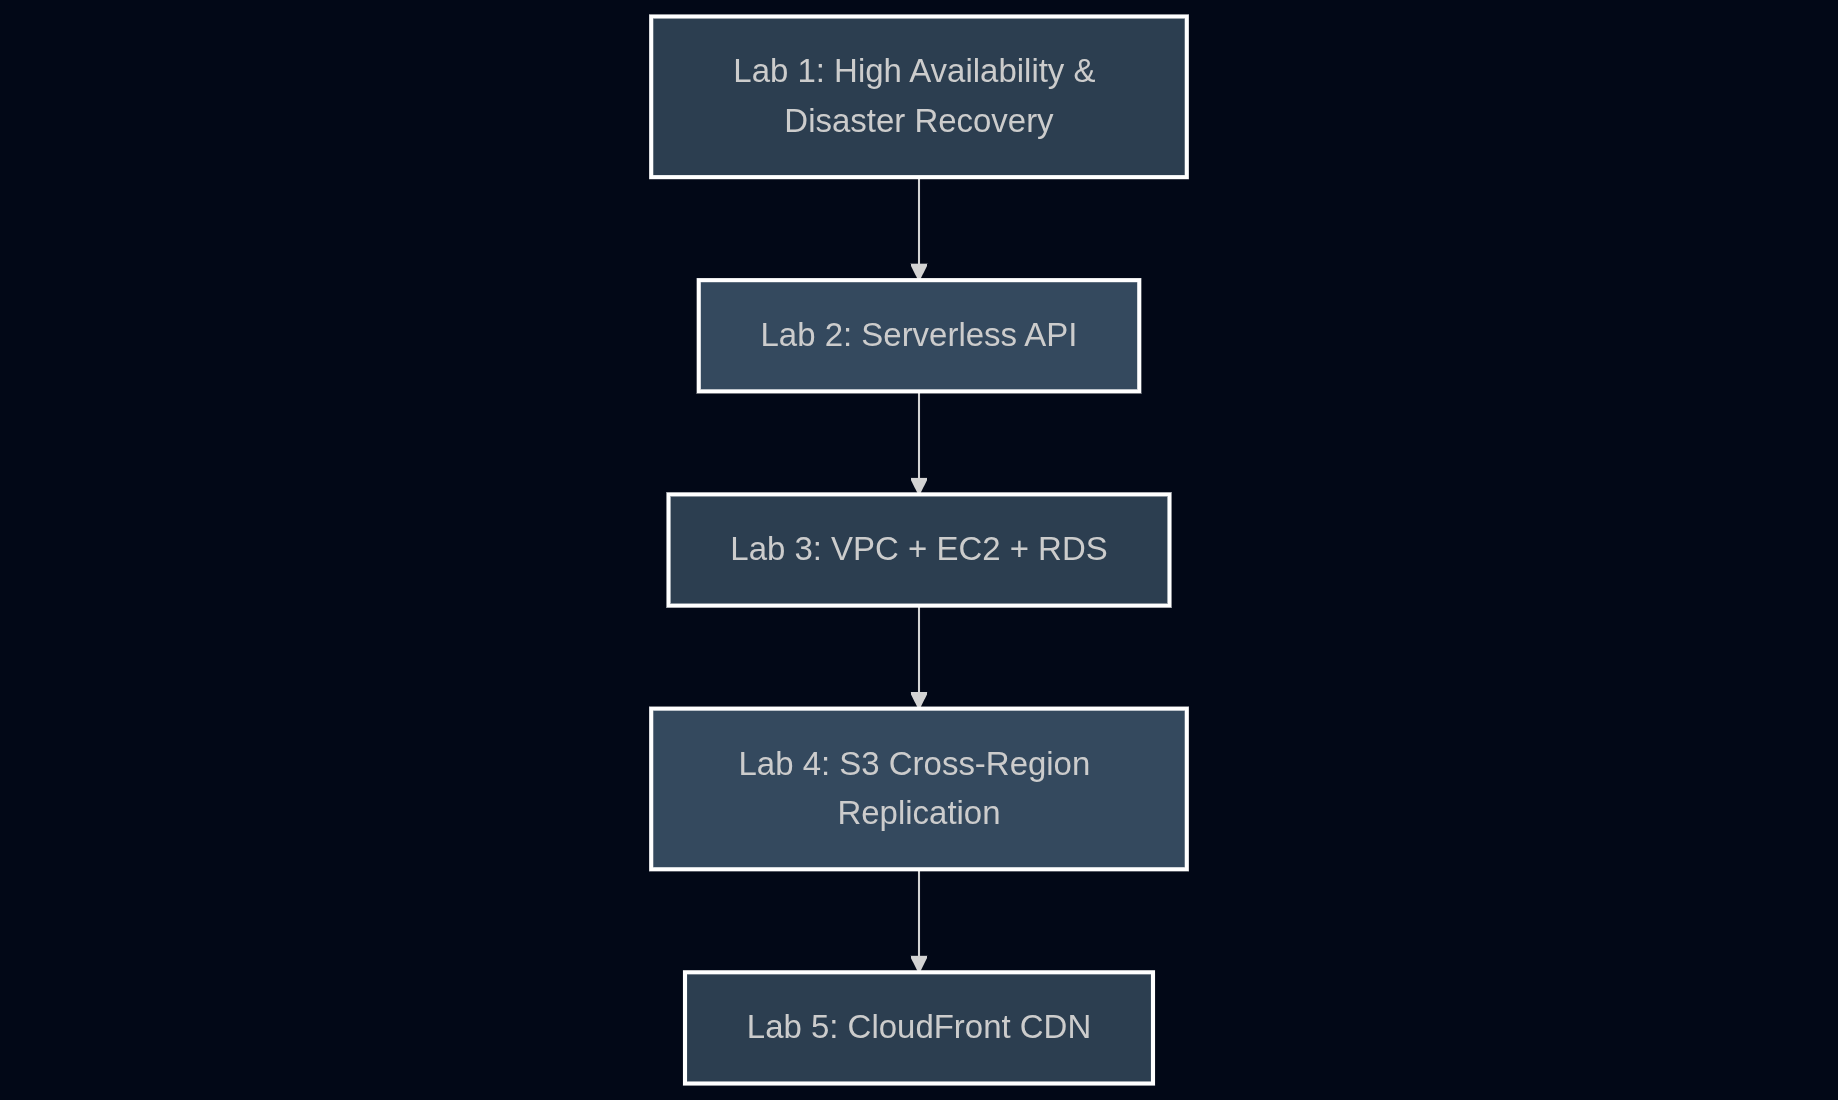 Lab 1: High Availability &
Disaster Recovery
Lab 2: Serverless API
Lab 3: VPC + EC2 + RDS
Lab 4: S3 Cross-Region
Replication
Lab 5: CloudFront CDN